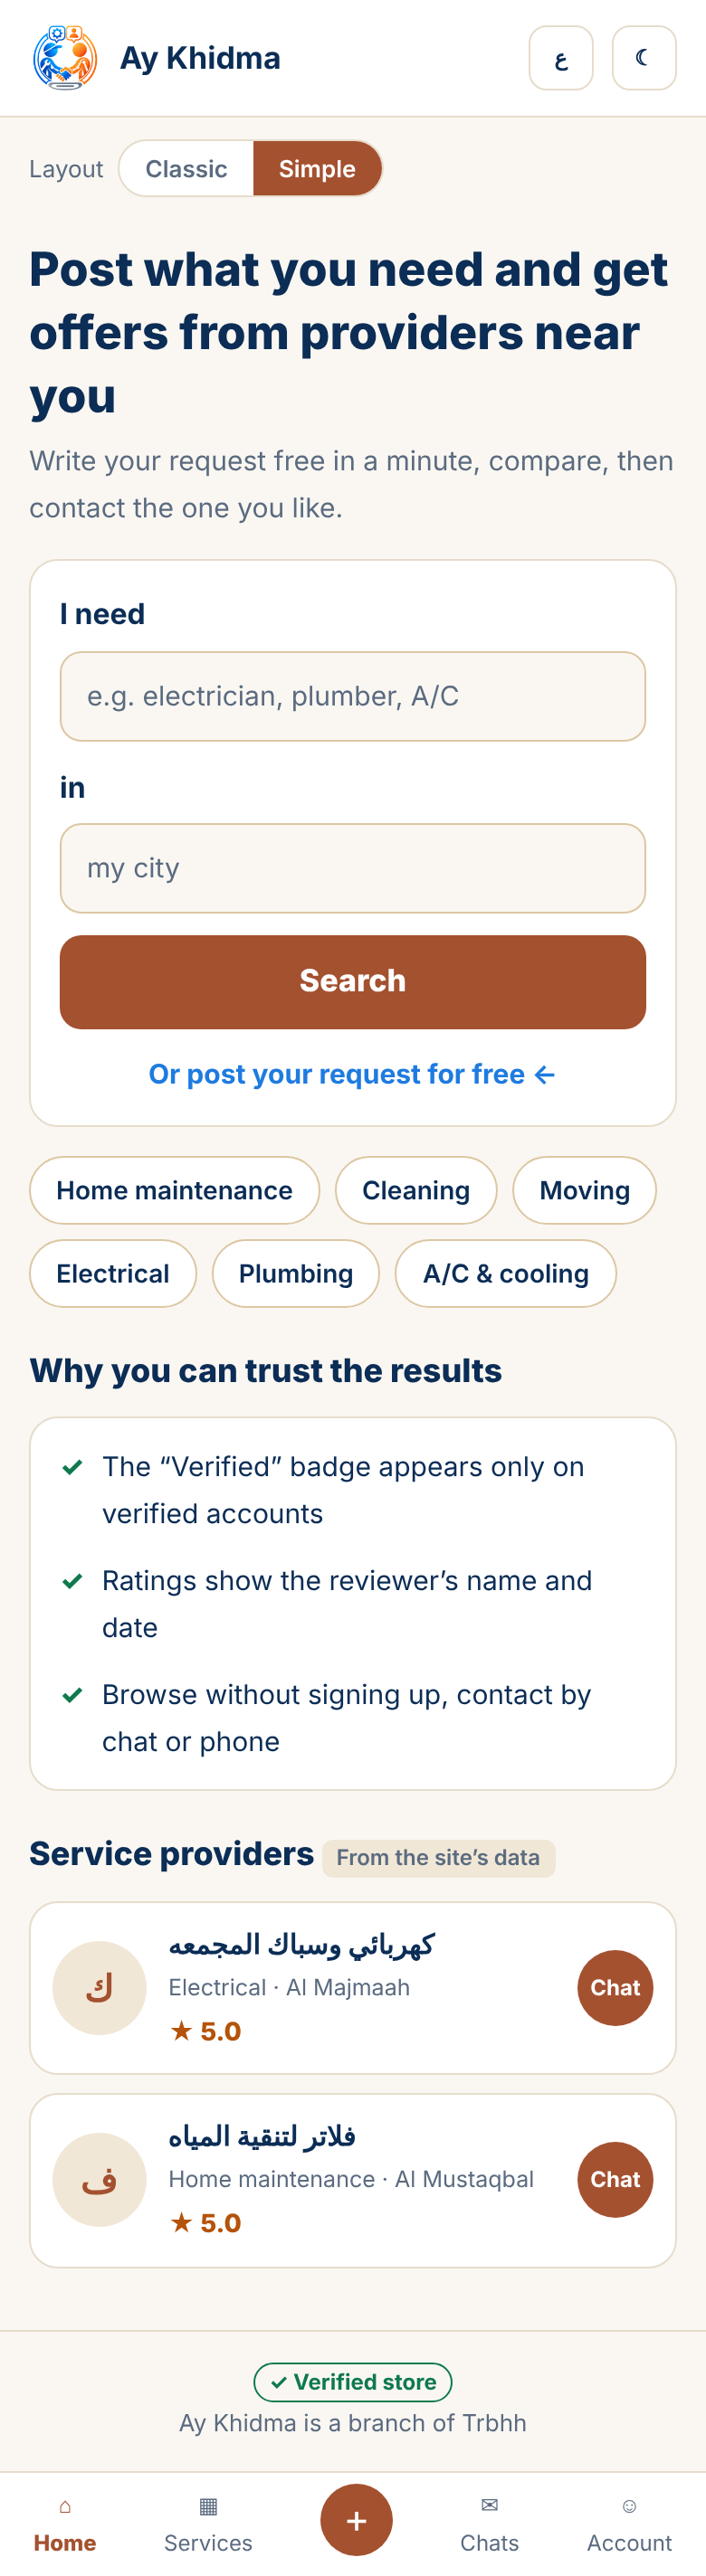 Ay Khidma
ع
☾
Layout
Classic
Simple
Post what you need and get
offers from providers near
you
Write your request free in a minute, compare, then
contact the one you like.
I need
e.g. electrician, plumber, A/C
in
my city
Search
Or post your request for free ←
Home maintenance
Cleaning
Moving
Electrical
Plumbing
A/C & cooling
Why you can trust the results
✓ The “Verified” badge appears only on
verified accounts
✓ Ratings show the reviewer’s name and
date
✓ Browse without signing up, contact by
chat or phone
Service providers
From the site’s data
ك
كهربائي وسباك المجمعه
Electrical · Al Majmaah
★ 5.0
Chat
ف
فلاتر لتنقية المياه
Home maintenance · Al Mustaqbal
★ 5.0
Chat
✓ Verified store
Ay Khidma is a branch of Trbhh
Home
Services
+
Chats
Account